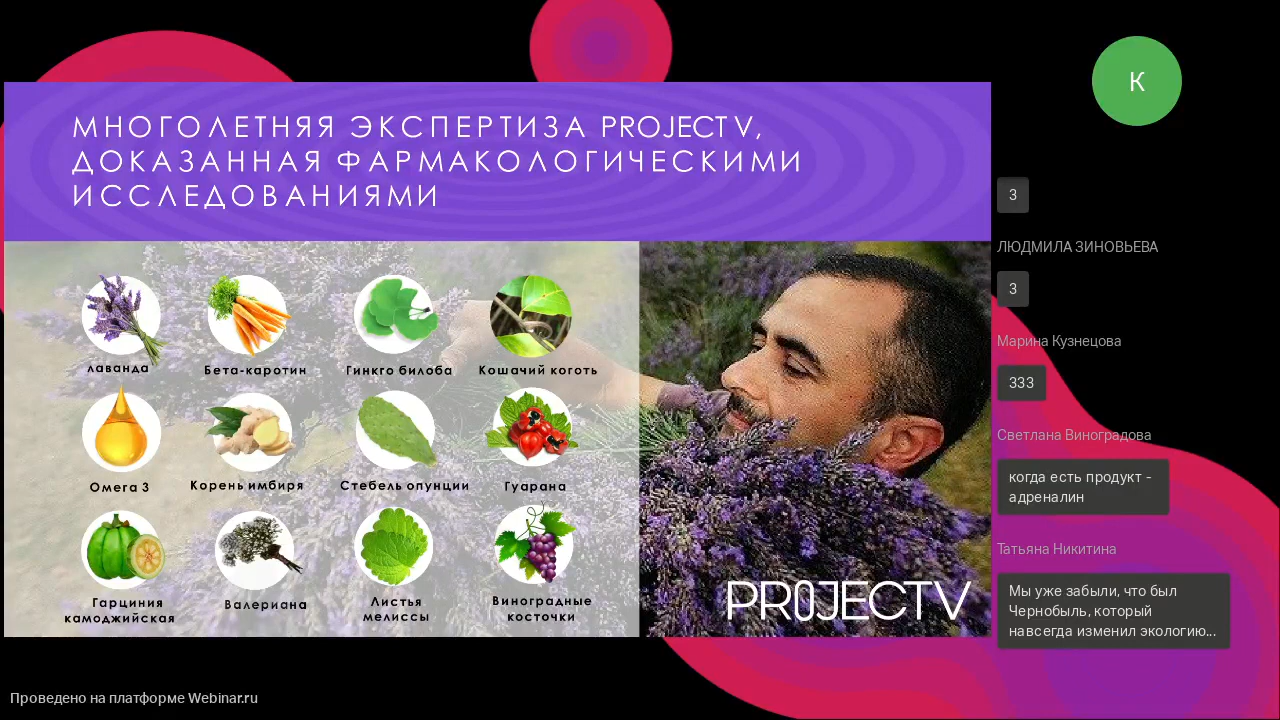 МНОГОЛЕТНЯЯ ЭКСПЕРТИЗА PROJECT V,
ДОКАЗАННАЯ ФАРМАКОЛОГИЧЕСКИМИ
ИССЛЕДОВАНИЯМИ
лаванда
Бета-каротин
Гинкго билоба
Кошачий коготь
Омега 3
Корень имбиря
Стебель опунции
Гуарана
Гарциния
камоджийская
Валериана
Листья
мелиссы
Виноградные
косточки
PROJECTV
К
3
ЛЮДМИЛА ЗИНОВЬЕВА
3
Марина Кузнецова
333
Светлана Виноградова
когда есть продукт -
адреналин
Татьяна Никитина
Мы уже забыли, что был
Чернобыль, который
навсегда изменил экологию...
Проведено на платформе Webinar.ru